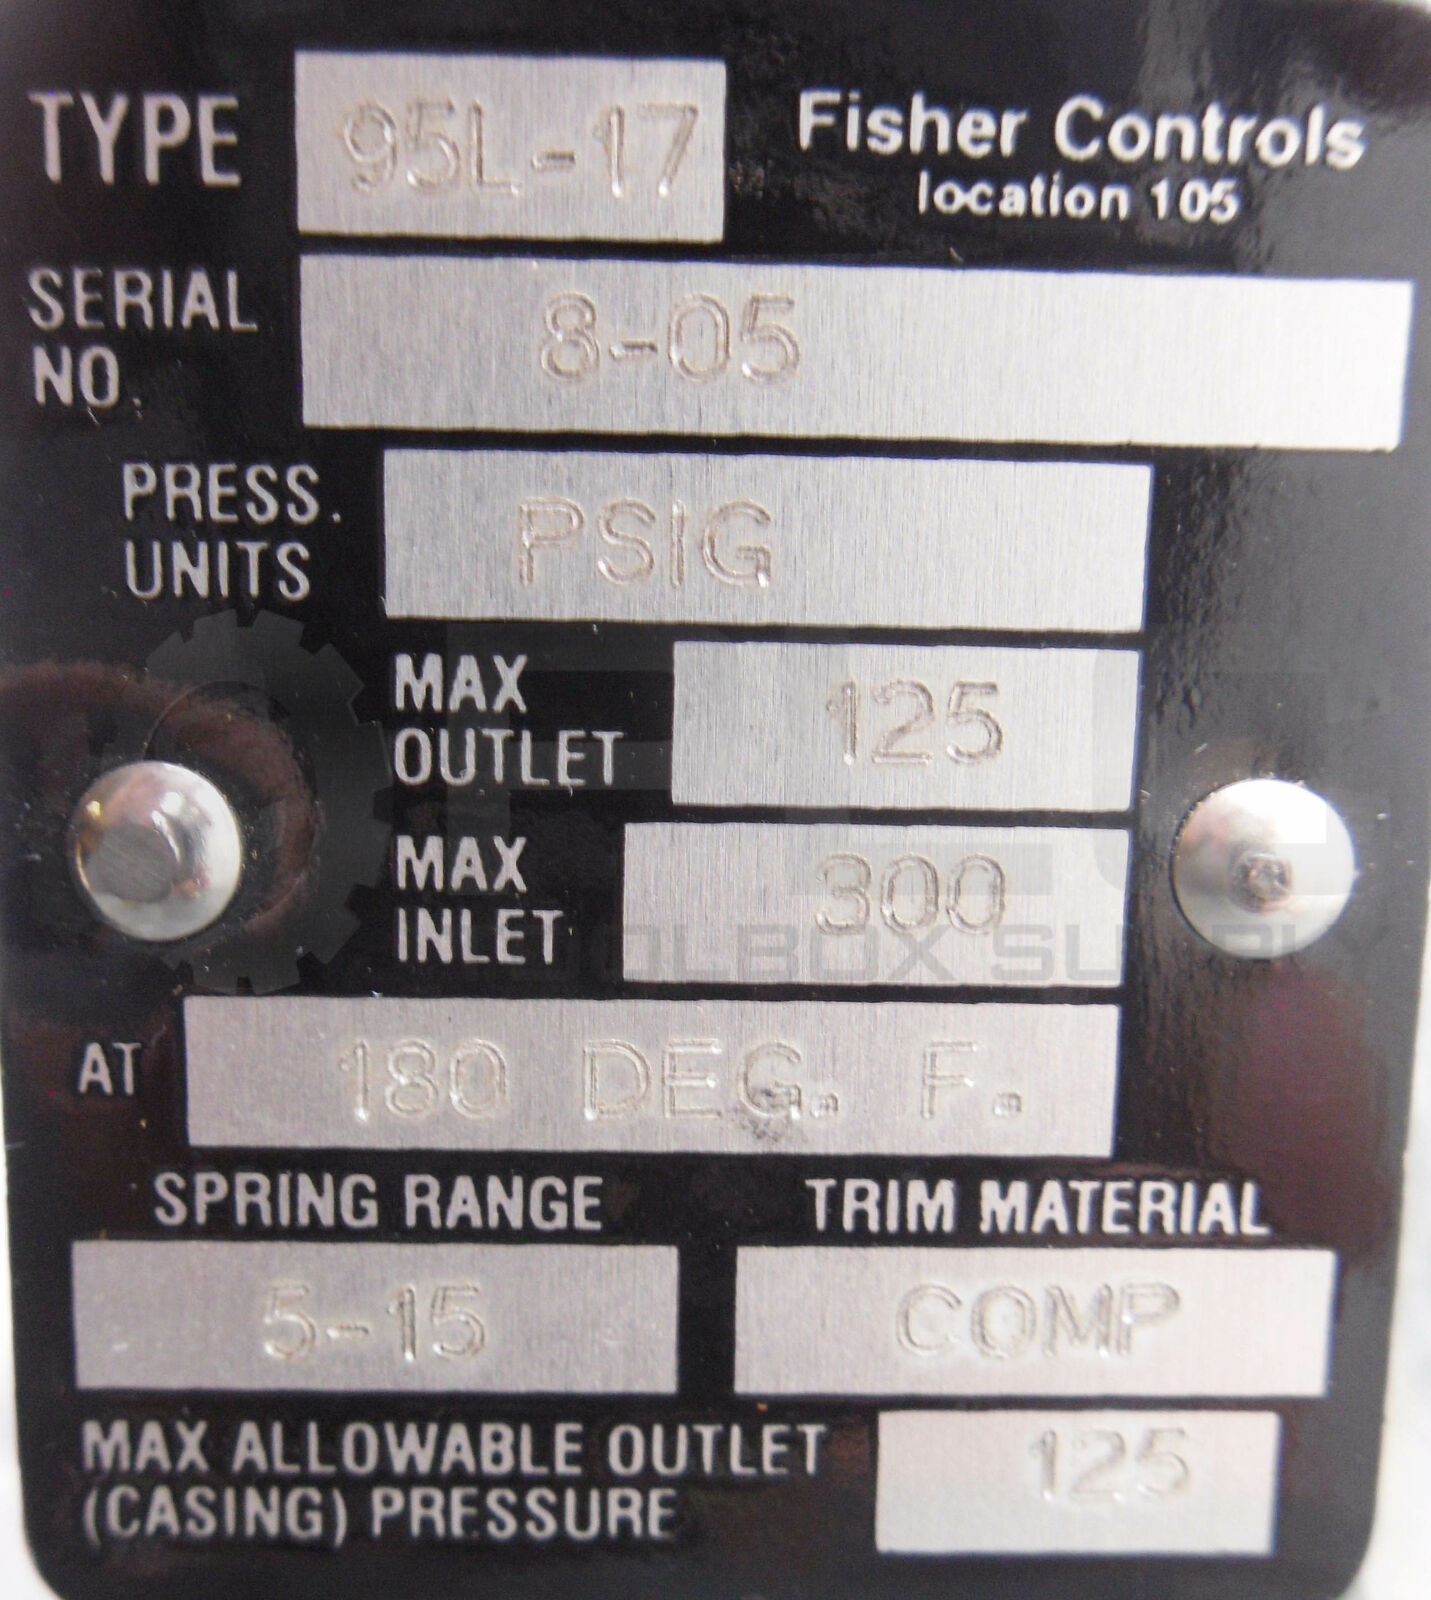 TYPE 95L-17 Fisher Controls
location 105
SERIAL NO. 8-05
PRESS. UNITS PSIG
MAX OUTLET 125
MAX INLET 300
AT 180 DEG. F.
SPRING RANGE TRIM MATERIAL
5-15 COMP
MAX ALLOWABLE OUTLET
(CASING) PRESSURE 125